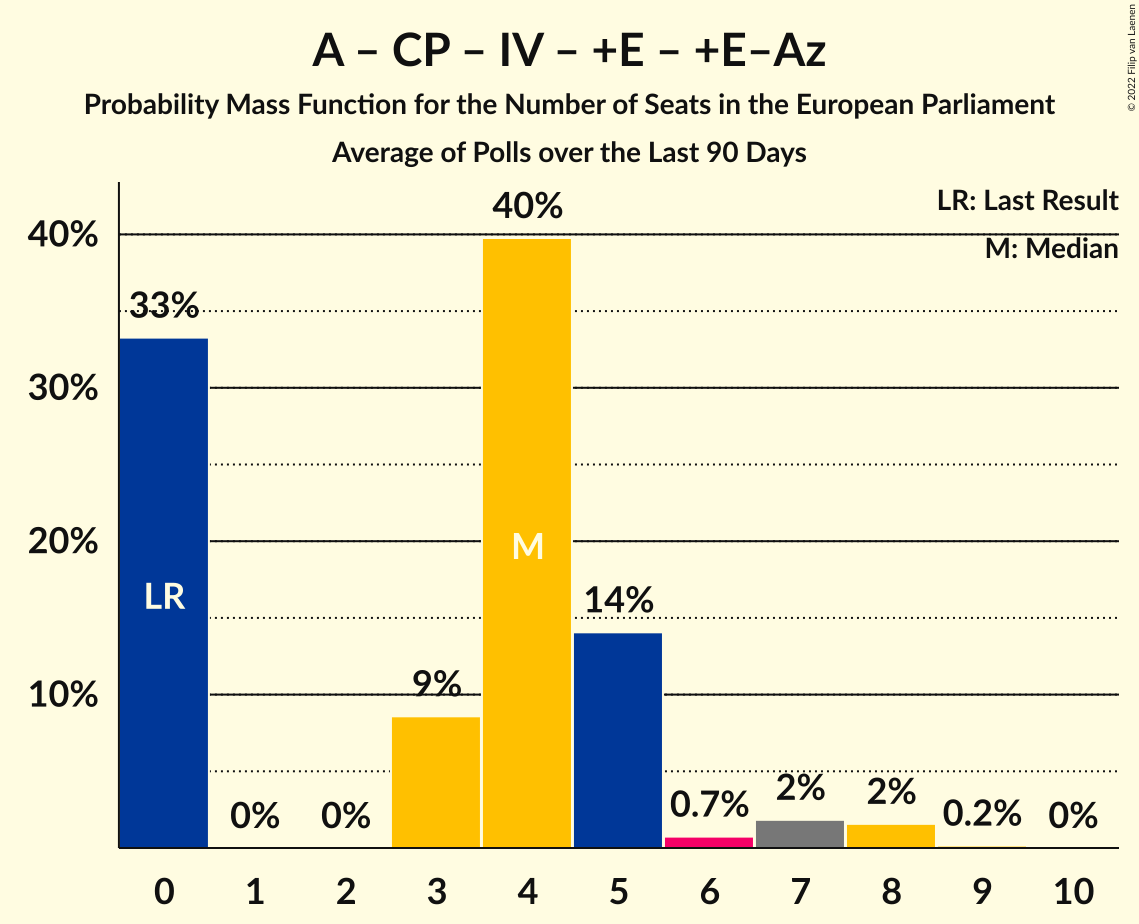 A – CP – IV – +E – +E–Az
Probability Mass Function for the Number of Seats in the European Parliament
Average of Polls over the Last 90 Days
© 2022 Filip van Laenen
LR: Last Result
M: Median
40%
30%
20%
10%
33%
0%
0%
9%
40%
14%
0.7%
2%
2%
0.2%
0%
LR
M
0 1 2 3 4 5 6 7 8 9 10